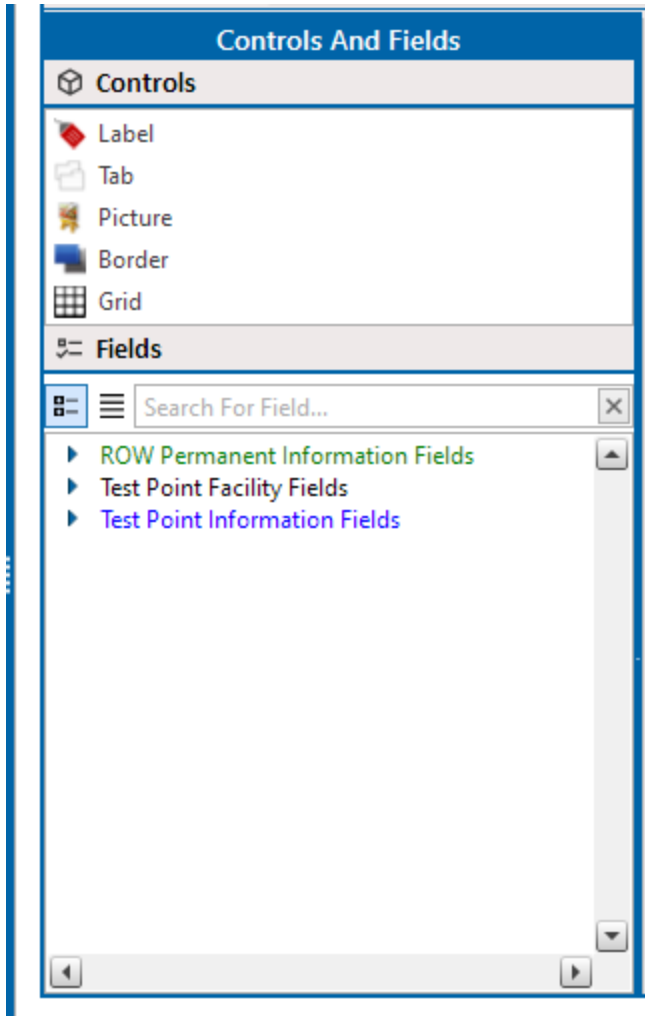 Controls And Fields
Controls
Label
Tab
Picture
Border
Grid
Fields
Search For Field...
ROW Permanent Information Fields
Test Point Facility Fields
Test Point Information Fields